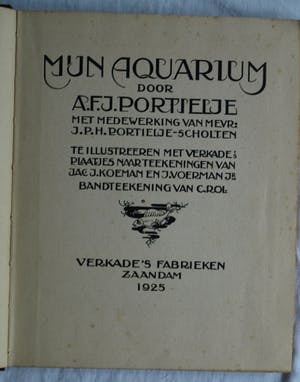 MIJN AQUARIUM
DOOR
A.F.J. PORTIELJE
MET MEDEWERKING VAN MEVR:
J.P.H. PORTIELJE-SCHOLTEN
TE ILLUSTREEREN MET VERKADE'S
PLAATJES NAAR TEEKENINGEN VAN
JAC. J. KOEMAN EN J. VOERMAN JR
BANDTEEKENING VAN C. ROL
VERKADE'S FABRIEKEN
ZAANDAM
1925